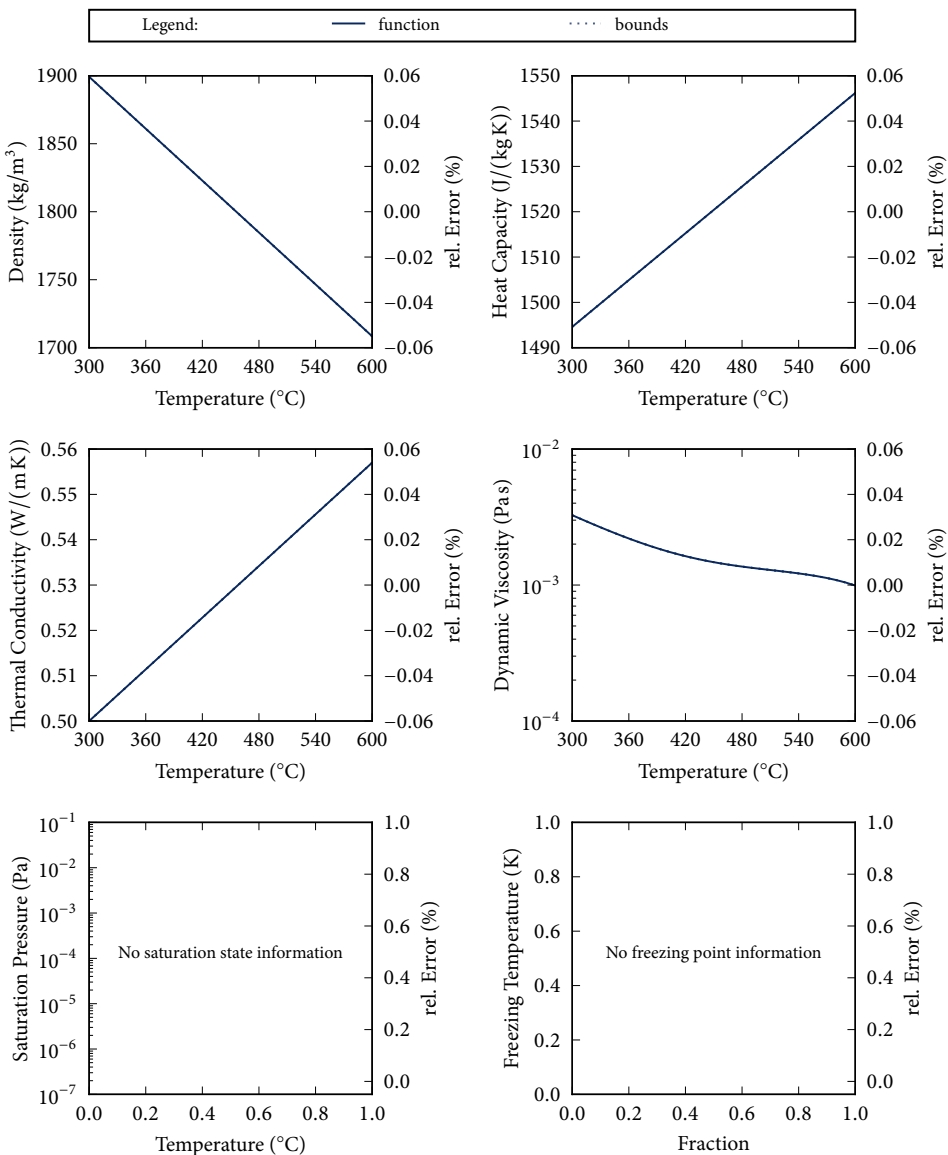 Legend: function bounds
1900
1850
1800
1750
1700
Density (kg/m³)
300 360 420 480 540 600
Temperature (°C)
0.06
0.04
0.02
0.00
−0.02
−0.04
−0.06
rel. Error (%)
1550
1540
1530
1520
1510
1500
1490
Heat Capacity (J/(kg K))
300 360 420 480 540 600
Temperature (°C)
0.06
0.04
0.02
0.00
−0.02
−0.04
−0.06
rel. Error (%)
0.56
0.55
0.54
0.53
0.52
0.51
0.50
Thermal Conductivity (W/(m K))
300 360 420 480 540 600
Temperature (°C)
0.06
0.04
0.02
0.00
−0.02
−0.04
−0.06
rel. Error (%)
10⁻²
10⁻³
10⁻⁴
Dynamic Viscosity (Pa s)
300 360 420 480 540 600
Temperature (°C)
0.06
0.04
0.02
0.00
−0.02
−0.04
−0.06
rel. Error (%)
10⁻¹
10⁻²
10⁻³
10⁻⁴
10⁻⁵
10⁻⁶
10⁻⁷
Saturation Pressure (Pa)
No saturation state information
0.0 0.2 0.4 0.6 0.8 1.0
Temperature (°C)
1.0
0.8
0.6
0.4
0.2
0.0
rel. Error (%)
1.0
0.8
0.6
0.4
0.2
0.0
Freezing Temperature (K)
No freezing point information
0.0 0.2 0.4 0.6 0.8 1.0
Fraction
1.0
0.8
0.6
0.4
0.2
0.0
rel. Error (%)